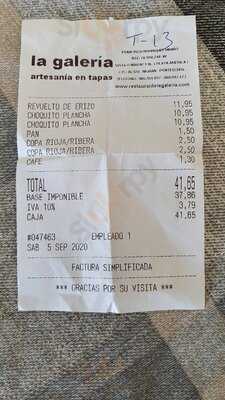 T-13
la galería
artesanía en tapas
www.restaurantelagaleria.com
REVUELTO DE ERIZO 11,95
CHOQUITO PLANCHA 10,95
CHOQUITO PLANCHA 10,95
PAN 1,50
COPA RIOJA/RIBERA 2,50
COPA RIOJA/RIBERA 2,50
CAFE 1,30
TOTAL 41,65
BASE IMPONIBLE 37,86
IVA 10% 3,79
CAJA 41,65
#047463 EMPLEADO 1
SAB 5 SEP 2020
FACTURA SIMPLIFICADA
*** GRACIAS POR SU VISITA ***